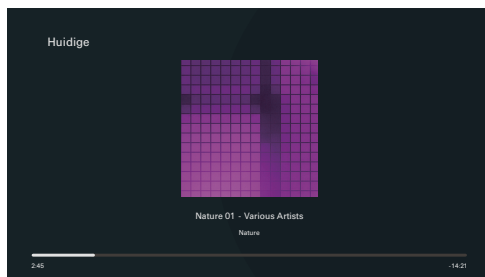 Huidige
Nature 01 - Various Artists
Nature
2:45
-14:21